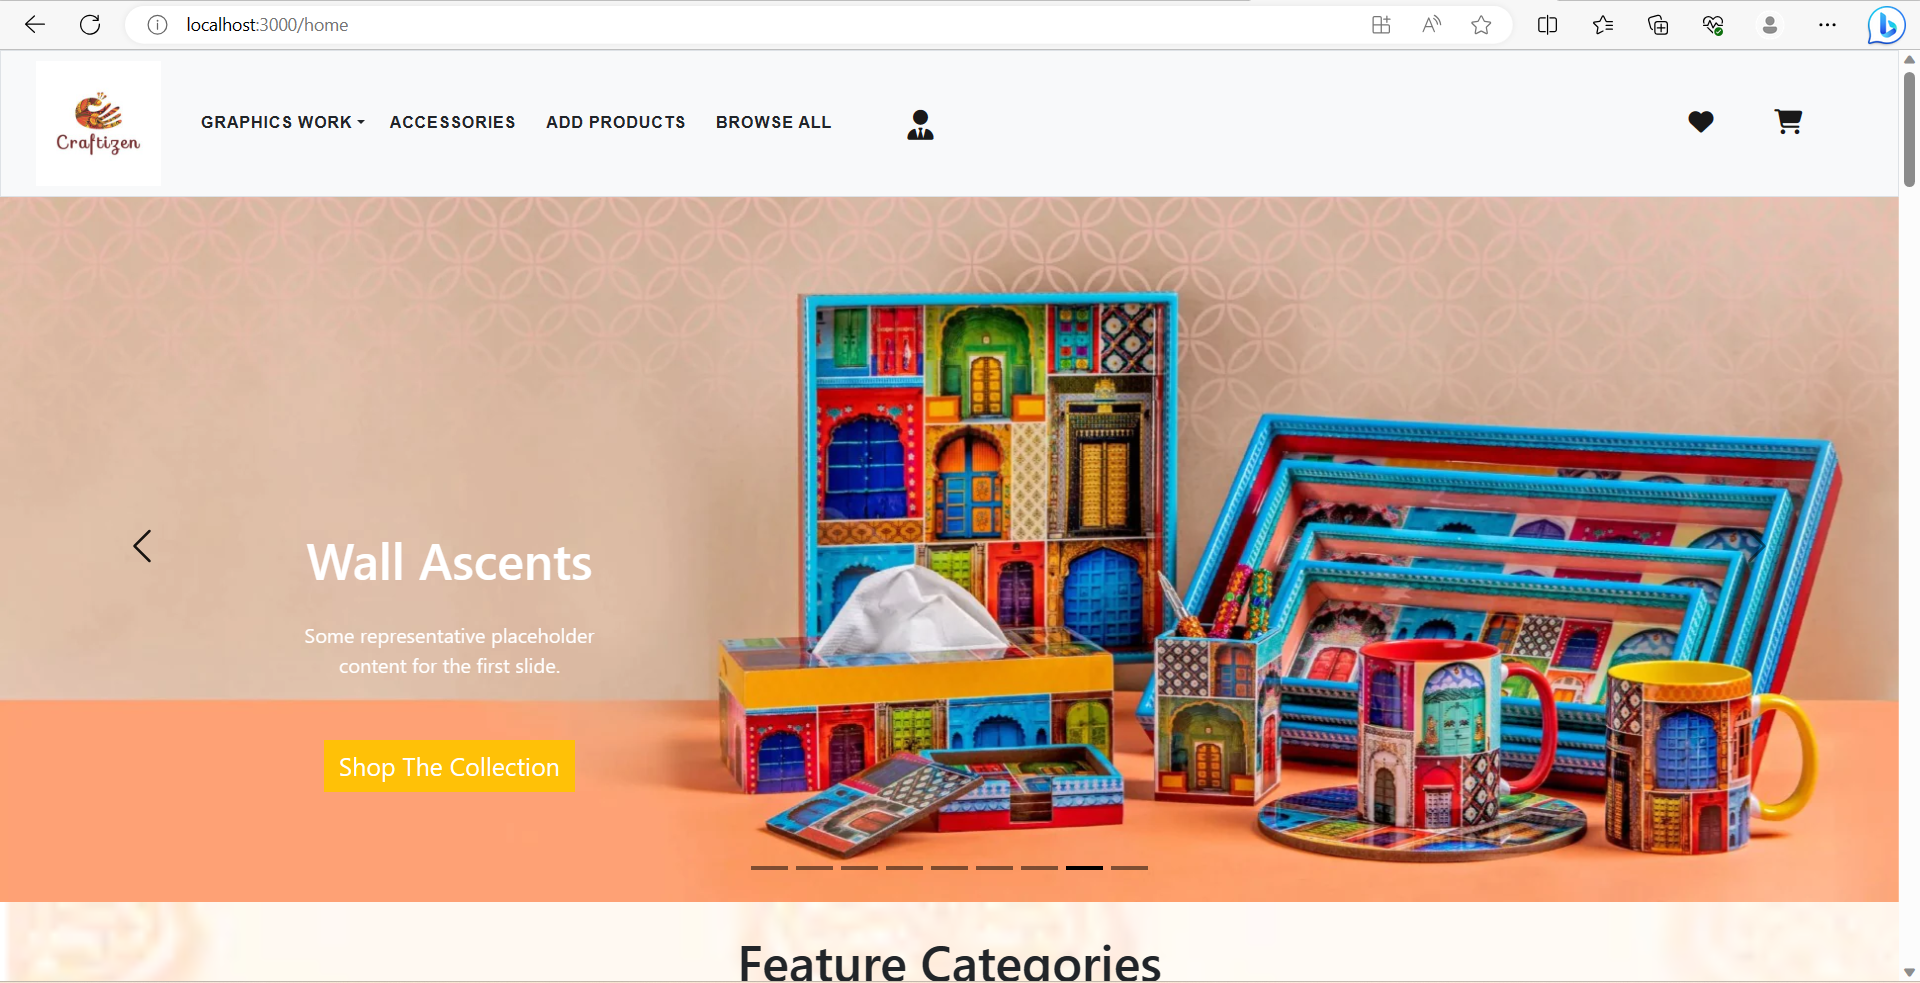 localhost:3000/home
Craftizen
GRAPHICS WORK
ACCESSORIES
ADD PRODUCTS
BROWSE ALL
Wall Ascents
Some representative placeholder
content for the first slide.
Shop The Collection
Feature Categories